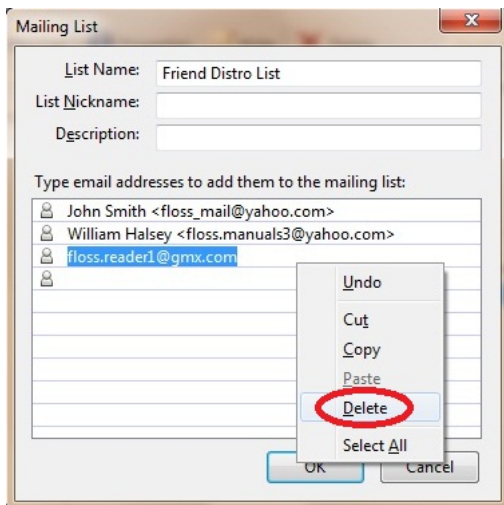 Mailing List
List Name: Friend Distro List
List Nickname:
Description:
Type email addresses to add them to the mailing list:
John Smith <floss_mail@yahoo.com>
William Halsey <floss.manuals3@yahoo.com>
floss.reader1@gmx.com
Undo
Cut
Copy
Paste
Delete
Select All
OK
Cancel